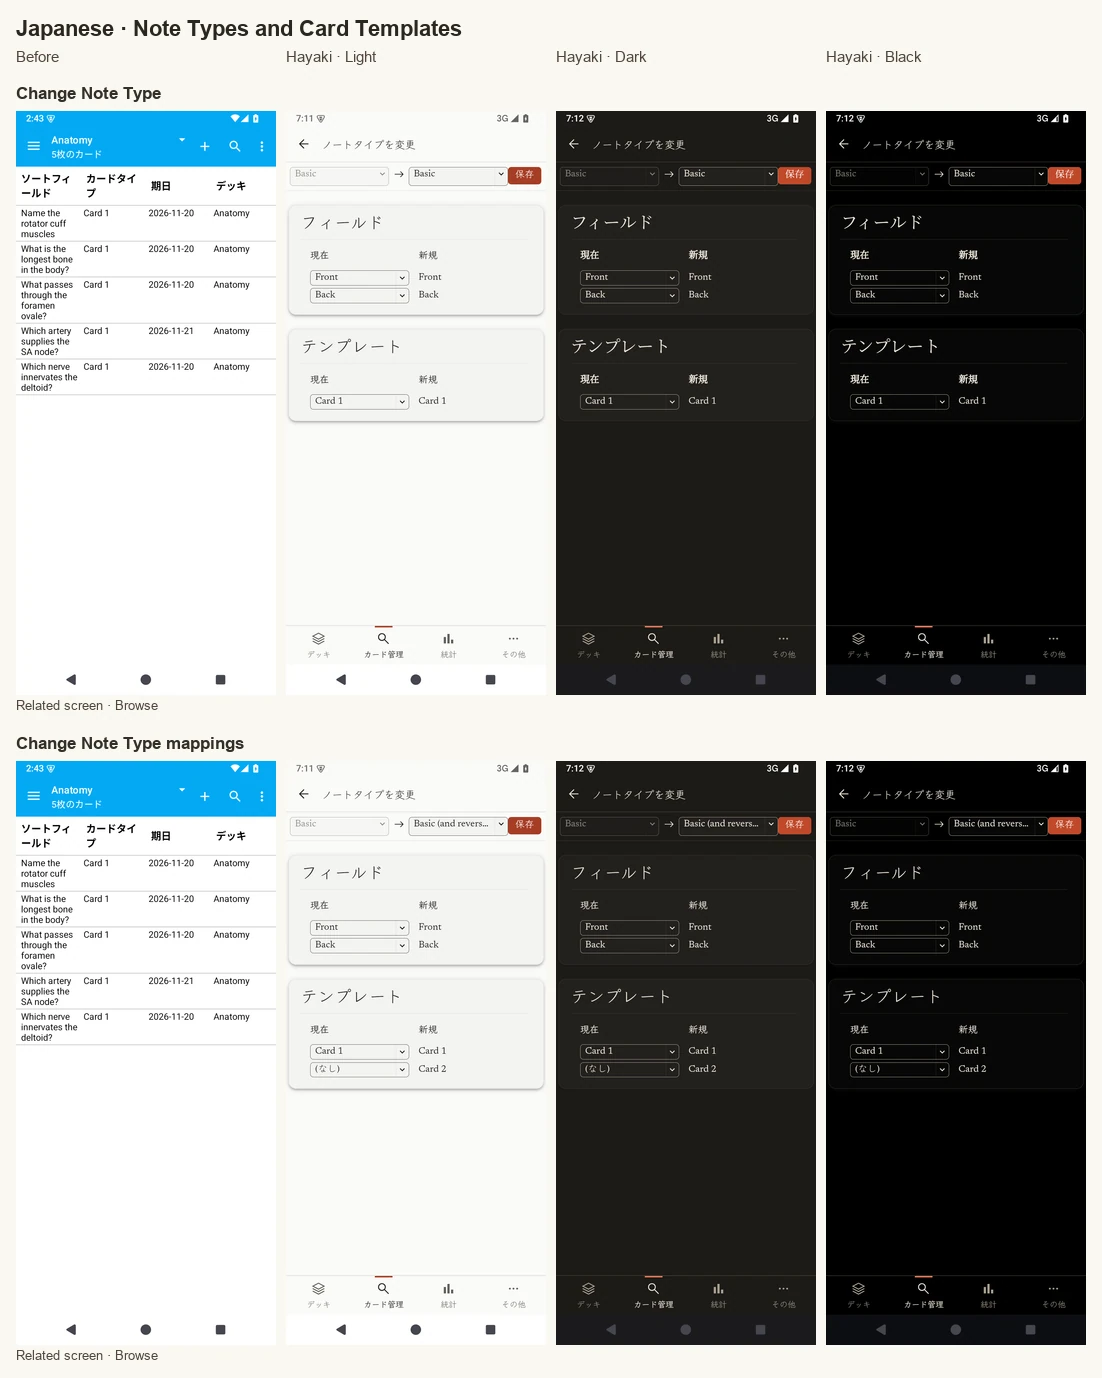 Japanese · Note Types and Card Templates
Before
Hayaki · Light
Hayaki · Dark
Hayaki · Black
Change Note Type
2:43
Anatomy
5枚のカード
ソートフィールド
カードタイプ
期日
デッキ
Name the rotator cuff muscles
Card 1
2026-11-20
Anatomy
What is the longest bone in the body?
Card 1
2026-11-20
Anatomy
What passes through the foramen ovale?
Card 1
2026-11-20
Anatomy
Which artery supplies the SA node?
Card 1
2026-11-21
Anatomy
Which nerve innervates the deltoid?
Card 1
2026-11-20
Anatomy
7:11
3G
ノートタイプを変更
Basic
→
Basic
保存
フィールド
現在
新規
Front
Front
Back
Back
テンプレート
現在
新規
Card 1
Card 1
デッキ
カード管理
統計
その他
7:12
3G
ノートタイプを変更
Basic
→
Basic
保存
フィールド
現在
新規
Front
Front
Back
Back
テンプレート
現在
新規
Card 1
Card 1
デッキ
カード管理
統計
その他
7:12
3G
ノートタイプを変更
Basic
→
Basic
保存
フィールド
現在
新規
Front
Front
Back
Back
テンプレート
現在
新規
Card 1
Card 1
デッキ
カード管理
統計
その他
Related screen · Browse
Change Note Type mappings
2:43
Anatomy
5枚のカード
ソートフィールド
カードタイプ
期日
デッキ
Name the rotator cuff muscles
Card 1
2026-11-20
Anatomy
What is the longest bone in the body?
Card 1
2026-11-20
Anatomy
What passes through the foramen ovale?
Card 1
2026-11-20
Anatomy
Which artery supplies the SA node?
Card 1
2026-11-21
Anatomy
Which nerve innervates the deltoid?
Card 1
2026-11-20
Anatomy
7:11
3G
ノートタイプを変更
Basic
→
Basic (and revers...
保存
フィールド
現在
新規
Front
Front
Back
Back
テンプレート
現在
新規
Card 1
Card 1
(なし)
Card 2
デッキ
カード管理
統計
その他
7:12
3G
ノートタイプを変更
Basic
→
Basic (and revers...
保存
フィールド
現在
新規
Front
Front
Back
Back
テンプレート
現在
新規
Card 1
Card 1
(なし)
Card 2
デッキ
カード管理
統計
その他
7:12
3G
ノートタイプを変更
Basic
→
Basic (and revers...
保存
フィールド
現在
新規
Front
Front
Back
Back
テンプレート
現在
新規
Card 1
Card 1
(なし)
Card 2
デッキ
カード管理
統計
その他
Related screen · Browse